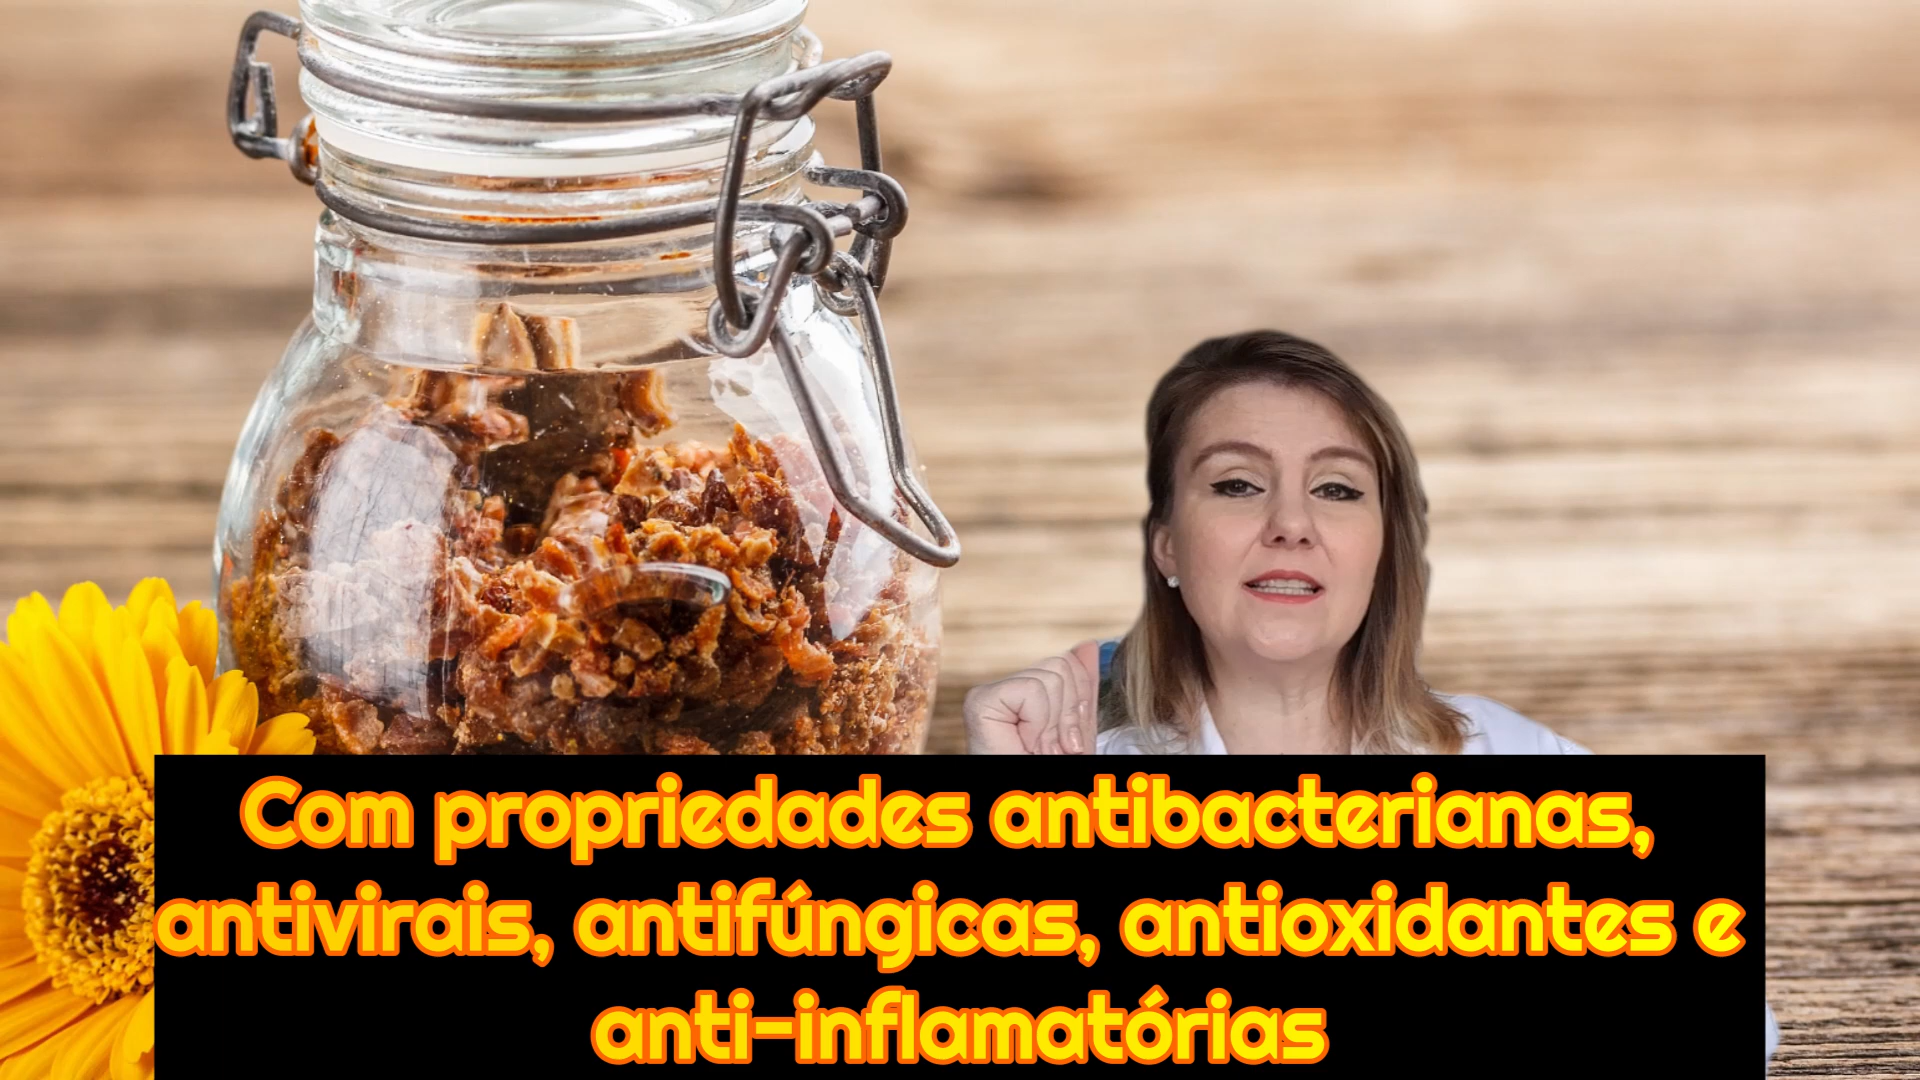 Com propriedades antibacterianas,
antivirais, antifúngicas, antioxidantes e
anti-inflamatórias